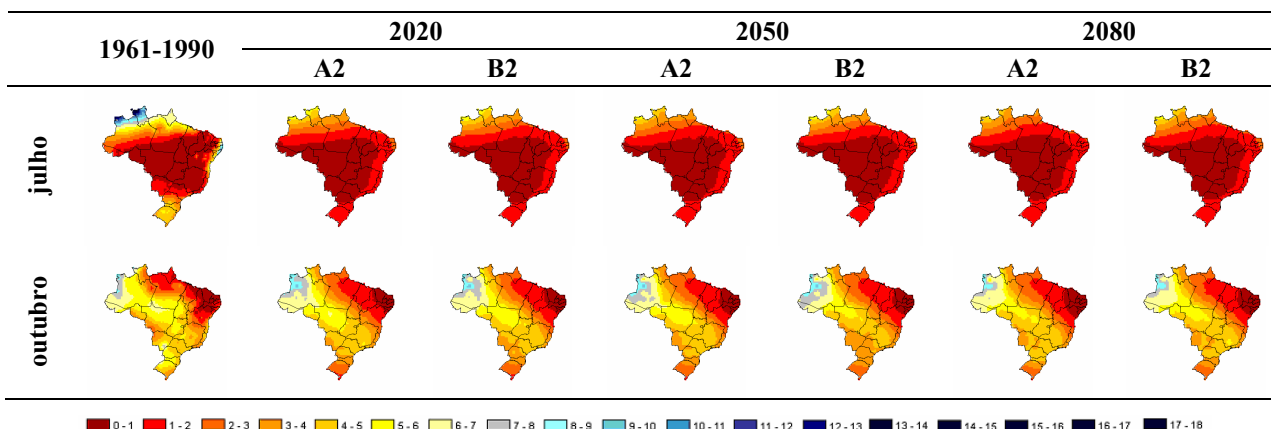 1961-1990 2020 2050 2080
A2 B2 A2 B2 A2 B2
julho
outubro
0 - 1 1 - 2 2 - 3 3 - 4 4 - 5 5 - 6 6 - 7 7 - 8 8 - 9 9 - 10 10 - 11 11 - 12 12 - 13 13 - 14 14 - 15 15 - 16 16 - 17 17 - 18